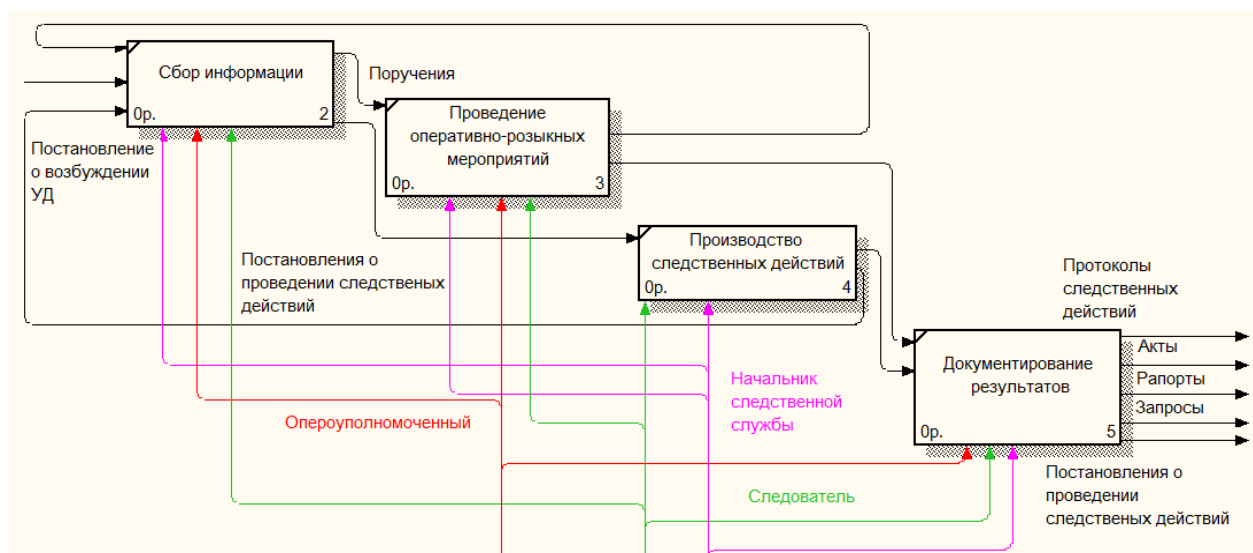 Сбор информации
0р. 2
Поручения
Проведение
оперативно-розыкных
мероприятий
0р. 3
Постановление
о возбуждении
УД
Производство
следственных действий
0р. 4
Постановления о
проведении следственых
действий
Протоколы
следственных
действий
Акты
Документирование
результатов
0р. 5
Рапорты
Запросы
Начальник
следственной
службы
Опероуполномоченный
Постановления о
проведении
следственых действий
Следователь